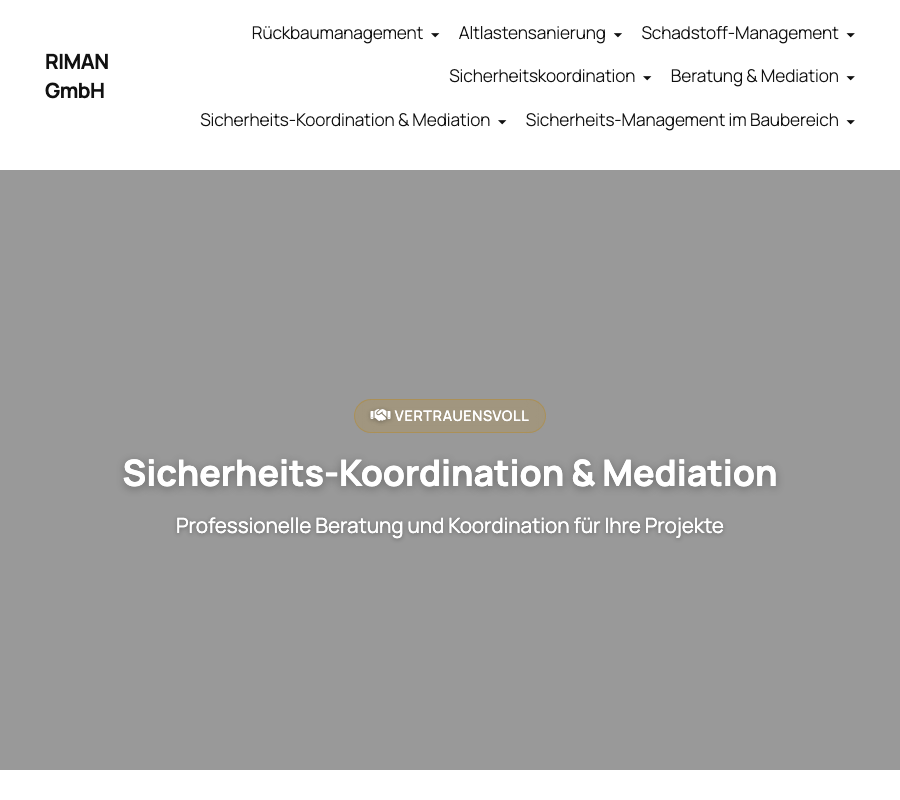 RIMAN
GmbH
Rückbaumanagement Altlastensanierung Schadstoff-Management
Sicherheitskoordination Beratung & Mediation
Sicherheits-Koordination & Mediation Sicherheits-Management im Baubereich
VERTRAUENSVOLL
Sicherheits-Koordination & Mediation
Professionelle Beratung und Koordination für Ihre Projekte